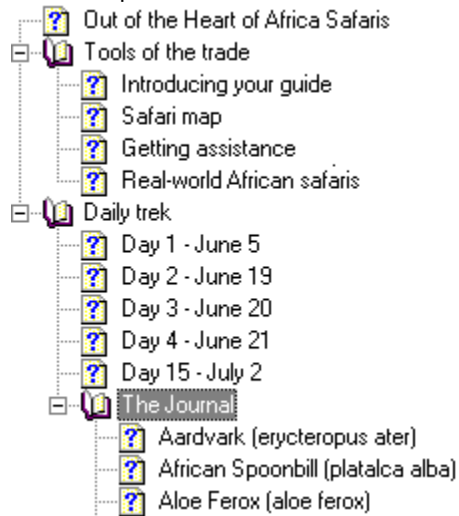 Out of the Heart of Africa Safaris
Tools of the trade
Introducing your guide
Safari map
Getting assistance
Real-world African safaris
Daily trek
Day 1 - June 5
Day 2 - June 19
Day 3 - June 20
Day 4 - June 21
Day 15 - July 2
The Journal
Aardvark (erycteropus ater)
African Spoonbill (platalca alba)
Aloe Ferox (aloe ferox)